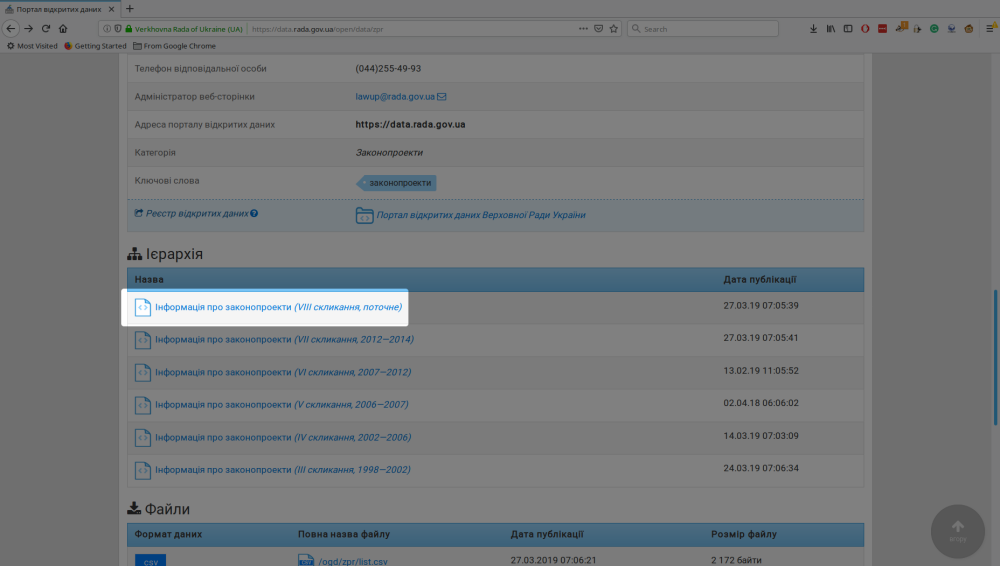 Портал відкритих даних
Verkhovna Rada of Ukraine (UA) https://data.rada.gov.ua/open/data/zpr Search
Most Visited Getting Started From Google Chrome
Телефон відповідальної особи (044)255-49-93
Адміністратор веб-сторінки lawup@rada.gov.ua
Адреса порталу відкритих даних https://data.rada.gov.ua
Категорія Законопроекти
Ключові слова законопроекти
Реєстр відкритих даних Портал відкритих даних Верховної Ради України
Ієрархія
Назва Дата публікації
Інформація про законопроекти (VIII скликання, поточне) 27.03.19 07:05:39
Інформація про законопроекти (VII скликання, 2012—2014) 27.03.19 07:05:41
Інформація про законопроекти (VI скликання, 2007—2012) 13.02.19 11:05:52
Інформація про законопроекти (V скликання, 2006—2007) 02.04.18 06:06:02
Інформація про законопроекти (IV скликання, 2002—2006) 14.03.19 07:03:09
Інформація про законопроекти (III скликання, 1998—2002) 24.03.19 07:06:34
Файли
Формат даних Повна назва файлу Дата публікації Розмір файлу
csv /ogd/zpr/list.csv 27.03.2019 07:06:21 2 172 байти